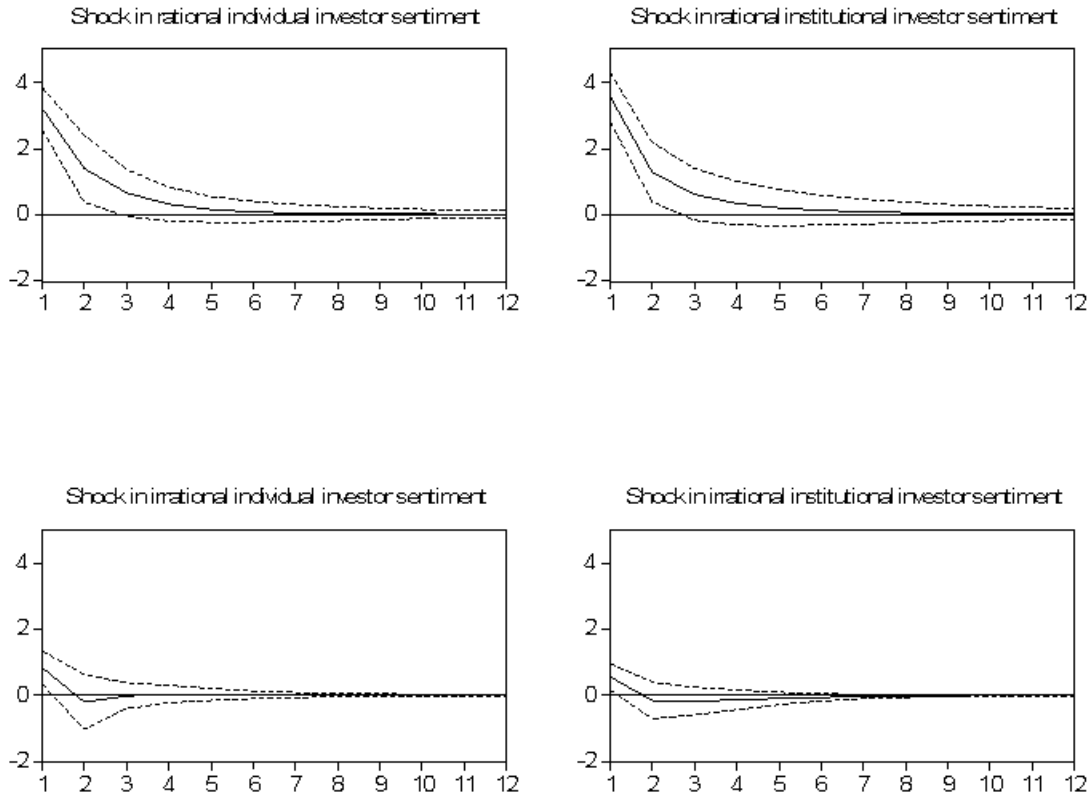 Shock in rational individual investor sentiment
4
2
0
-2
1 2 3 4 5 6 7 8 9 10 11 12
Shock in rational institutional investor sentiment
4
2
0
-2
1 2 3 4 5 6 7 8 9 10 11 12
Shock in irrational individual investor sentiment
4
2
0
-2
1 2 3 4 5 6 7 8 9 10 11 12
Shock in irrational institutional investor sentiment
4
2
0
-2
1 2 3 4 5 6 7 8 9 10 11 12